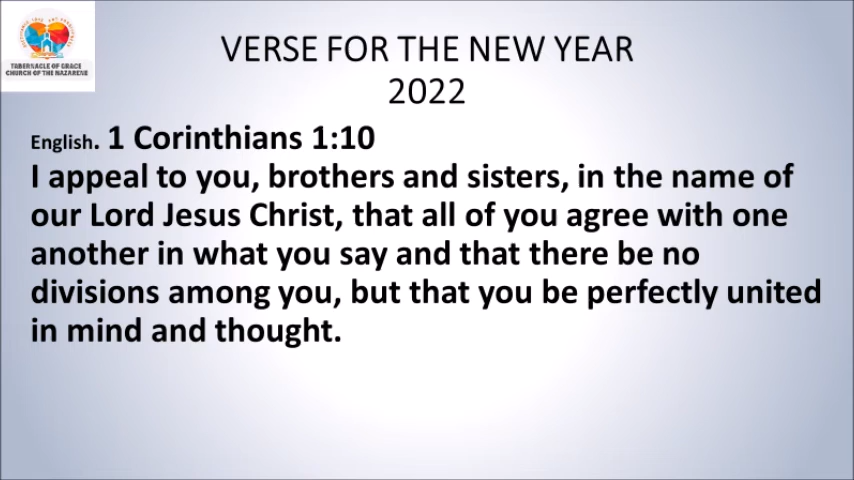 TABERNACLE OF GRACE
CHURCH OF THE NAZARENE
VERSE FOR THE NEW YEAR
2022
English. 1 Corinthians 1:10
I appeal to you, brothers and sisters, in the name of
our Lord Jesus Christ, that all of you agree with one
another in what you say and that there be no
divisions among you, but that you be perfectly united
in mind and thought.